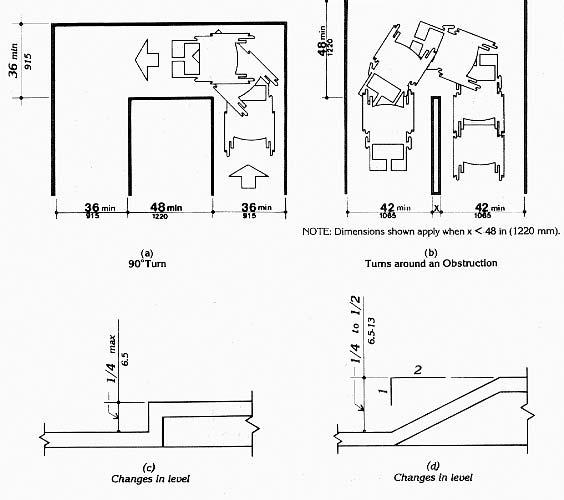 36 min
915
48 min
1220
36 min
915
48 min
1220
36 min
915
(a)
90°Turn
42 min
1065
x
42 min
1065
NOTE: Dimensions shown apply when x < 48 in (1220 mm).
(b)
Turns around an Obstruction
1/4 max
6.5
(c)
Changes in level
1/4 to 1/2
6.5-13
2
1
(d)
Changes in level